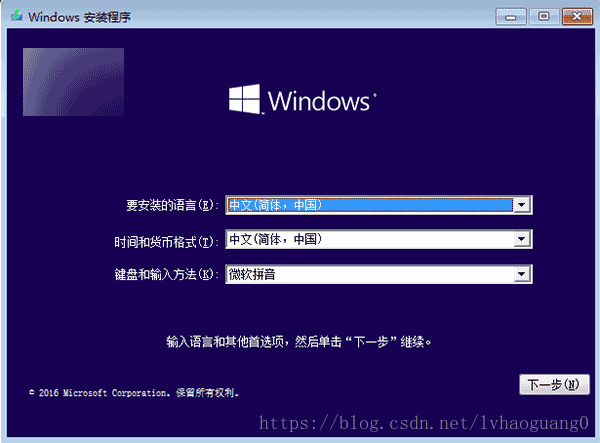 Windows 安装程序
Windows
要安装的语言(E): 中文(简体，中国)
时间和货币格式(T): 中文(简体，中国)
键盘和输入方法(K): 微软拼音
输入语言和其他首选项，然后单击“下一步”继续。
下一步(N)
© 2016 Microsoft Corporation。保留所有权利。
https://blog.csdn.net/lvhaoguang0